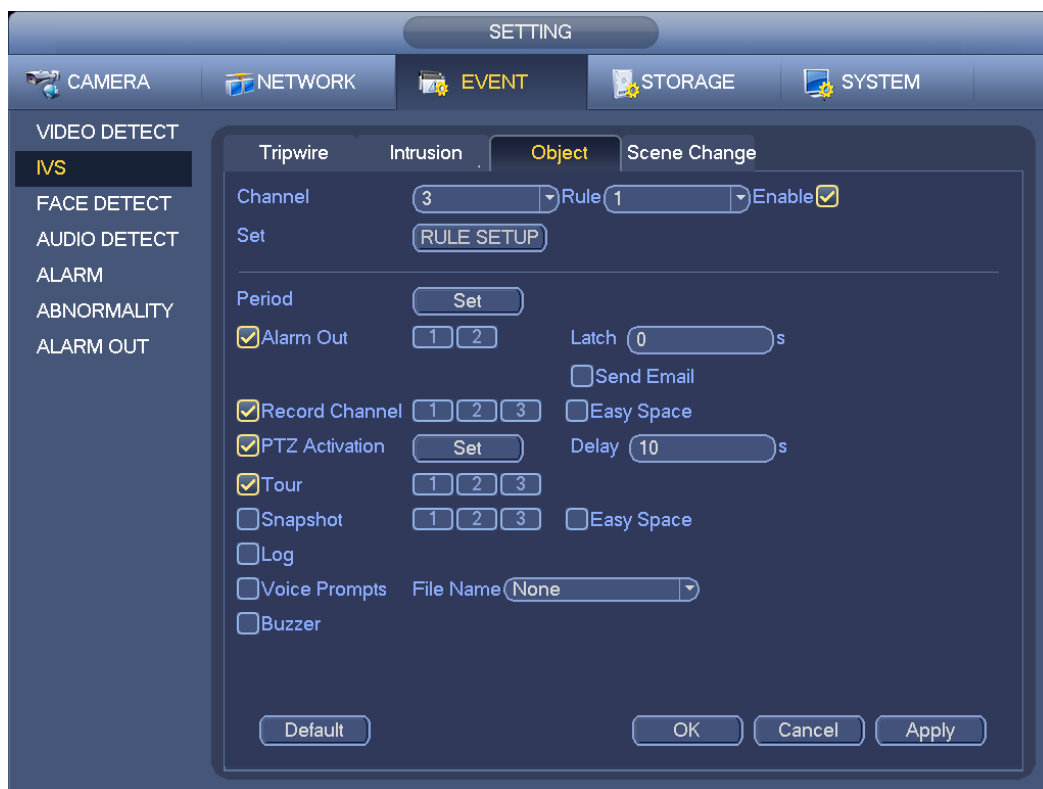 SETTING
CAMERA NETWORK EVENT STORAGE SYSTEM
VIDEO DETECT
IVS
FACE DETECT
AUDIO DETECT
ALARM
ABNORMALITY
ALARM OUT
Tripwire Intrusion Object Scene Change
Channel 3 Rule 1 Enable
Set RULE SETUP
Period Set
Alarm Out 1 2 Latch 0 s
Send Email
Record Channel 1 2 3 Easy Space
PTZ Activation Set Delay 10 s
Tour 1 2 3
Snapshot 1 2 3 Easy Space
Log
Voice Prompts File Name None
Buzzer
Default OK Cancel Apply